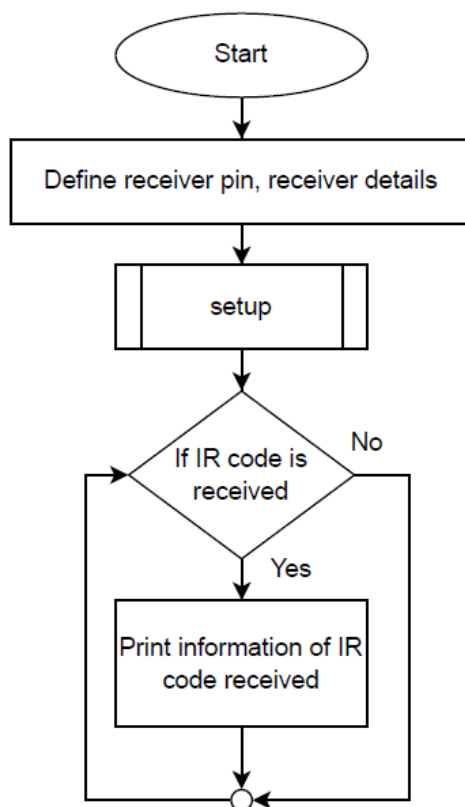 Start
Define receiver pin, receiver details
setup
If IR code is
received
No
Yes
Print information of IR
code received